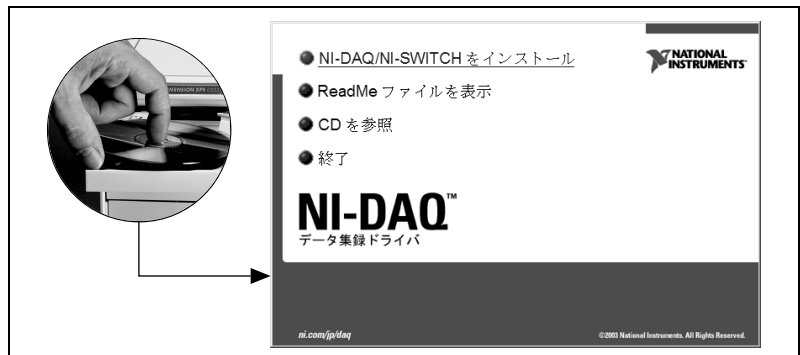 NI-DAQ/NI-SWITCH をインストール
NATIONAL
INSTRUMENTS™
ReadMe ファイルを表示
CD を参照
終了
NI-DAQ™
データ集録ドライバ
ni.com/jp/daq
©2003 National Instruments. All Rights Reserved.